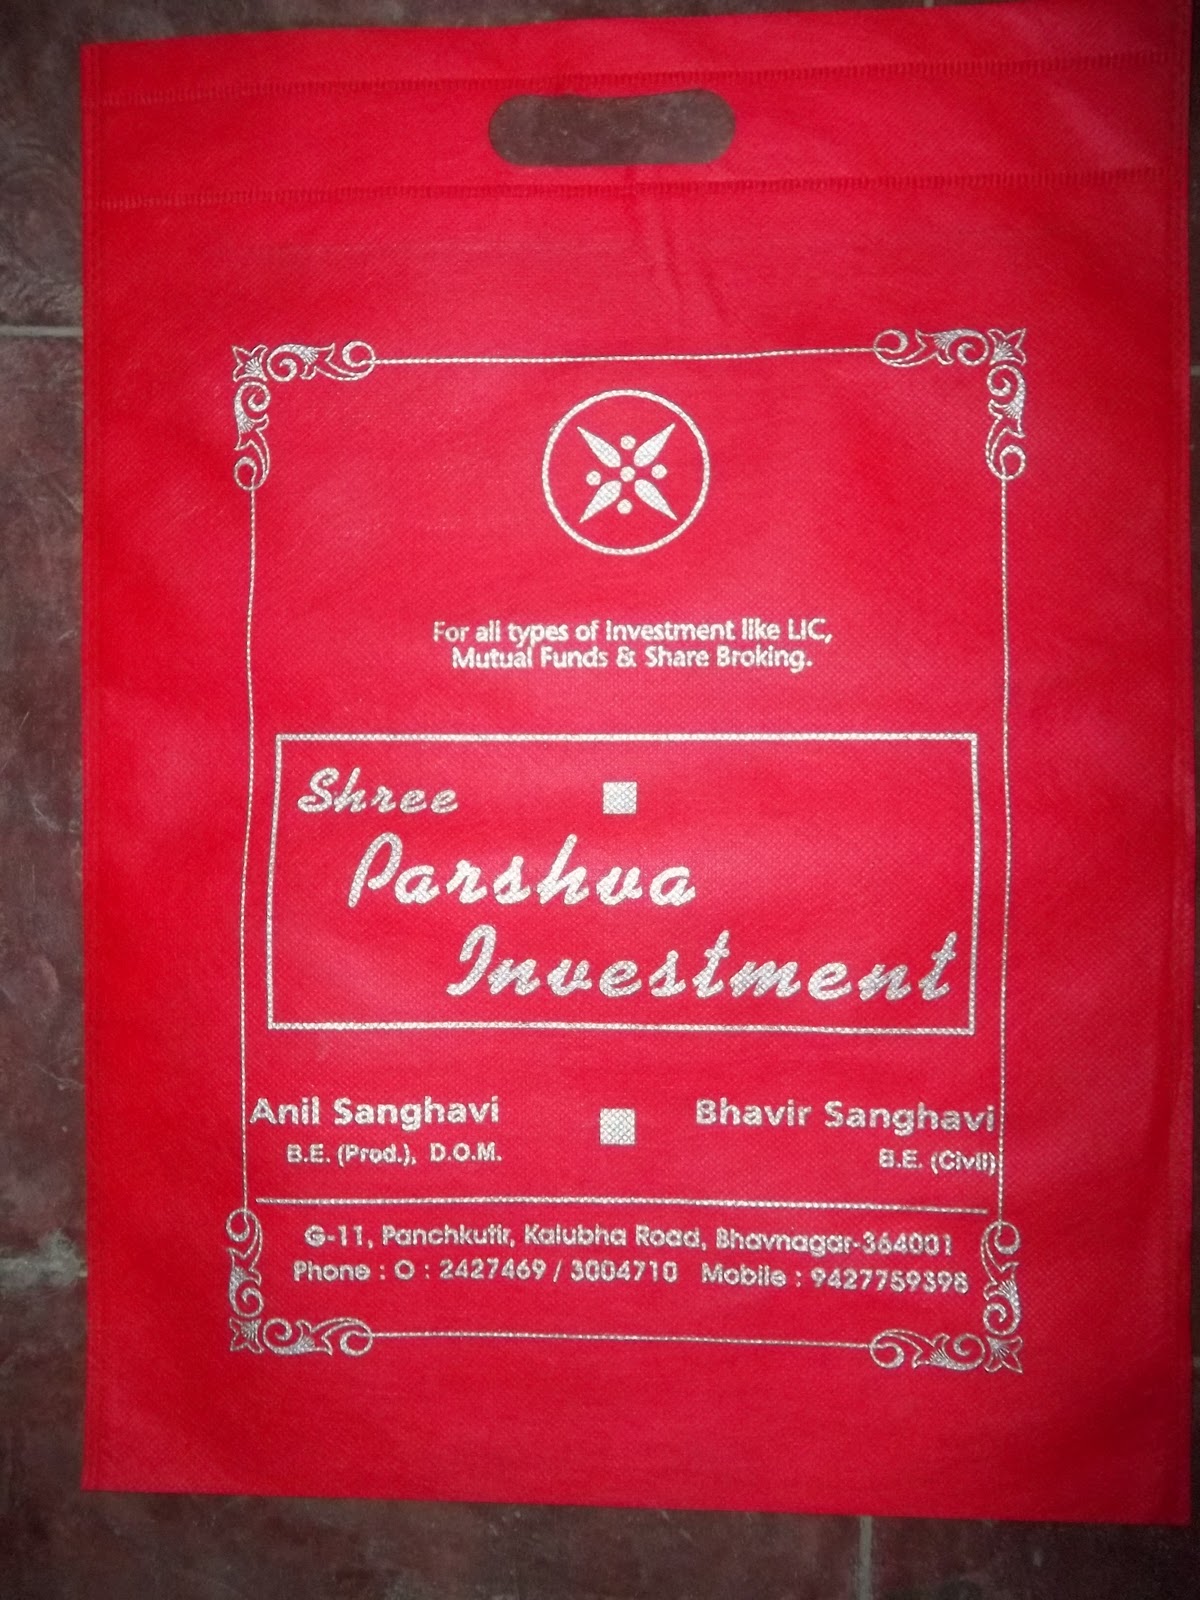 For all types of Investment like LIC,
Mutual Funds & Share Broking.
Shree
Parshva
Investment
Anil Sanghavi
B.E. (Prod.), D.O.M.
Bhavir Sanghavi
B.E. (Civil)
G-11, Panchkutir, Kalubha Road, Bhavnagar-364001
Phone : O : 2427469 / 3004710 Mobile : 9427759398